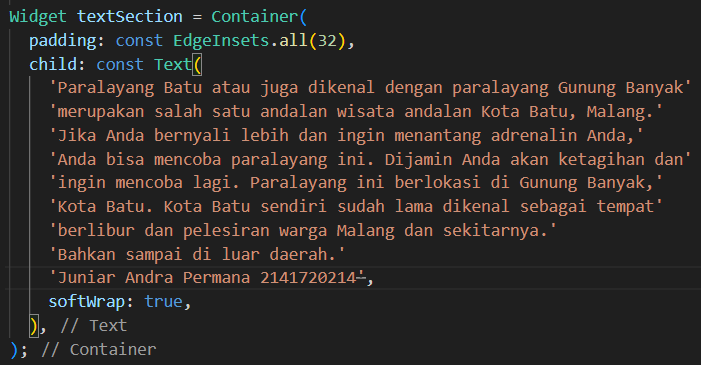 Widget textSection = Container(
  padding: const EdgeInsets.all(32),
  child: const Text(
    'Paralayang Batu atau juga dikenal dengan paralayang Gunung Banyak'
    'merupakan salah satu andalan wisata andalan Kota Batu, Malang.'
    'Jika Anda bernyali lebih dan ingin menantang adrenalin Anda,'
    'Anda bisa mencoba paralayang ini. Dijamin Anda akan ketagihan dan'
    'ingin mencoba lagi. Paralayang ini berlokasi di Gunung Banyak,'
    'Kota Batu. Kota Batu sendiri sudah lama dikenal sebagai tempat'
    'berlibur dan pelesiran warga Malang dan sekitarnya.'
    'Bahkan sampai di luar daerah.'
    'Juniar Andra Permana 2141720214',
    softWrap: true,
  ), // Text
); // Container